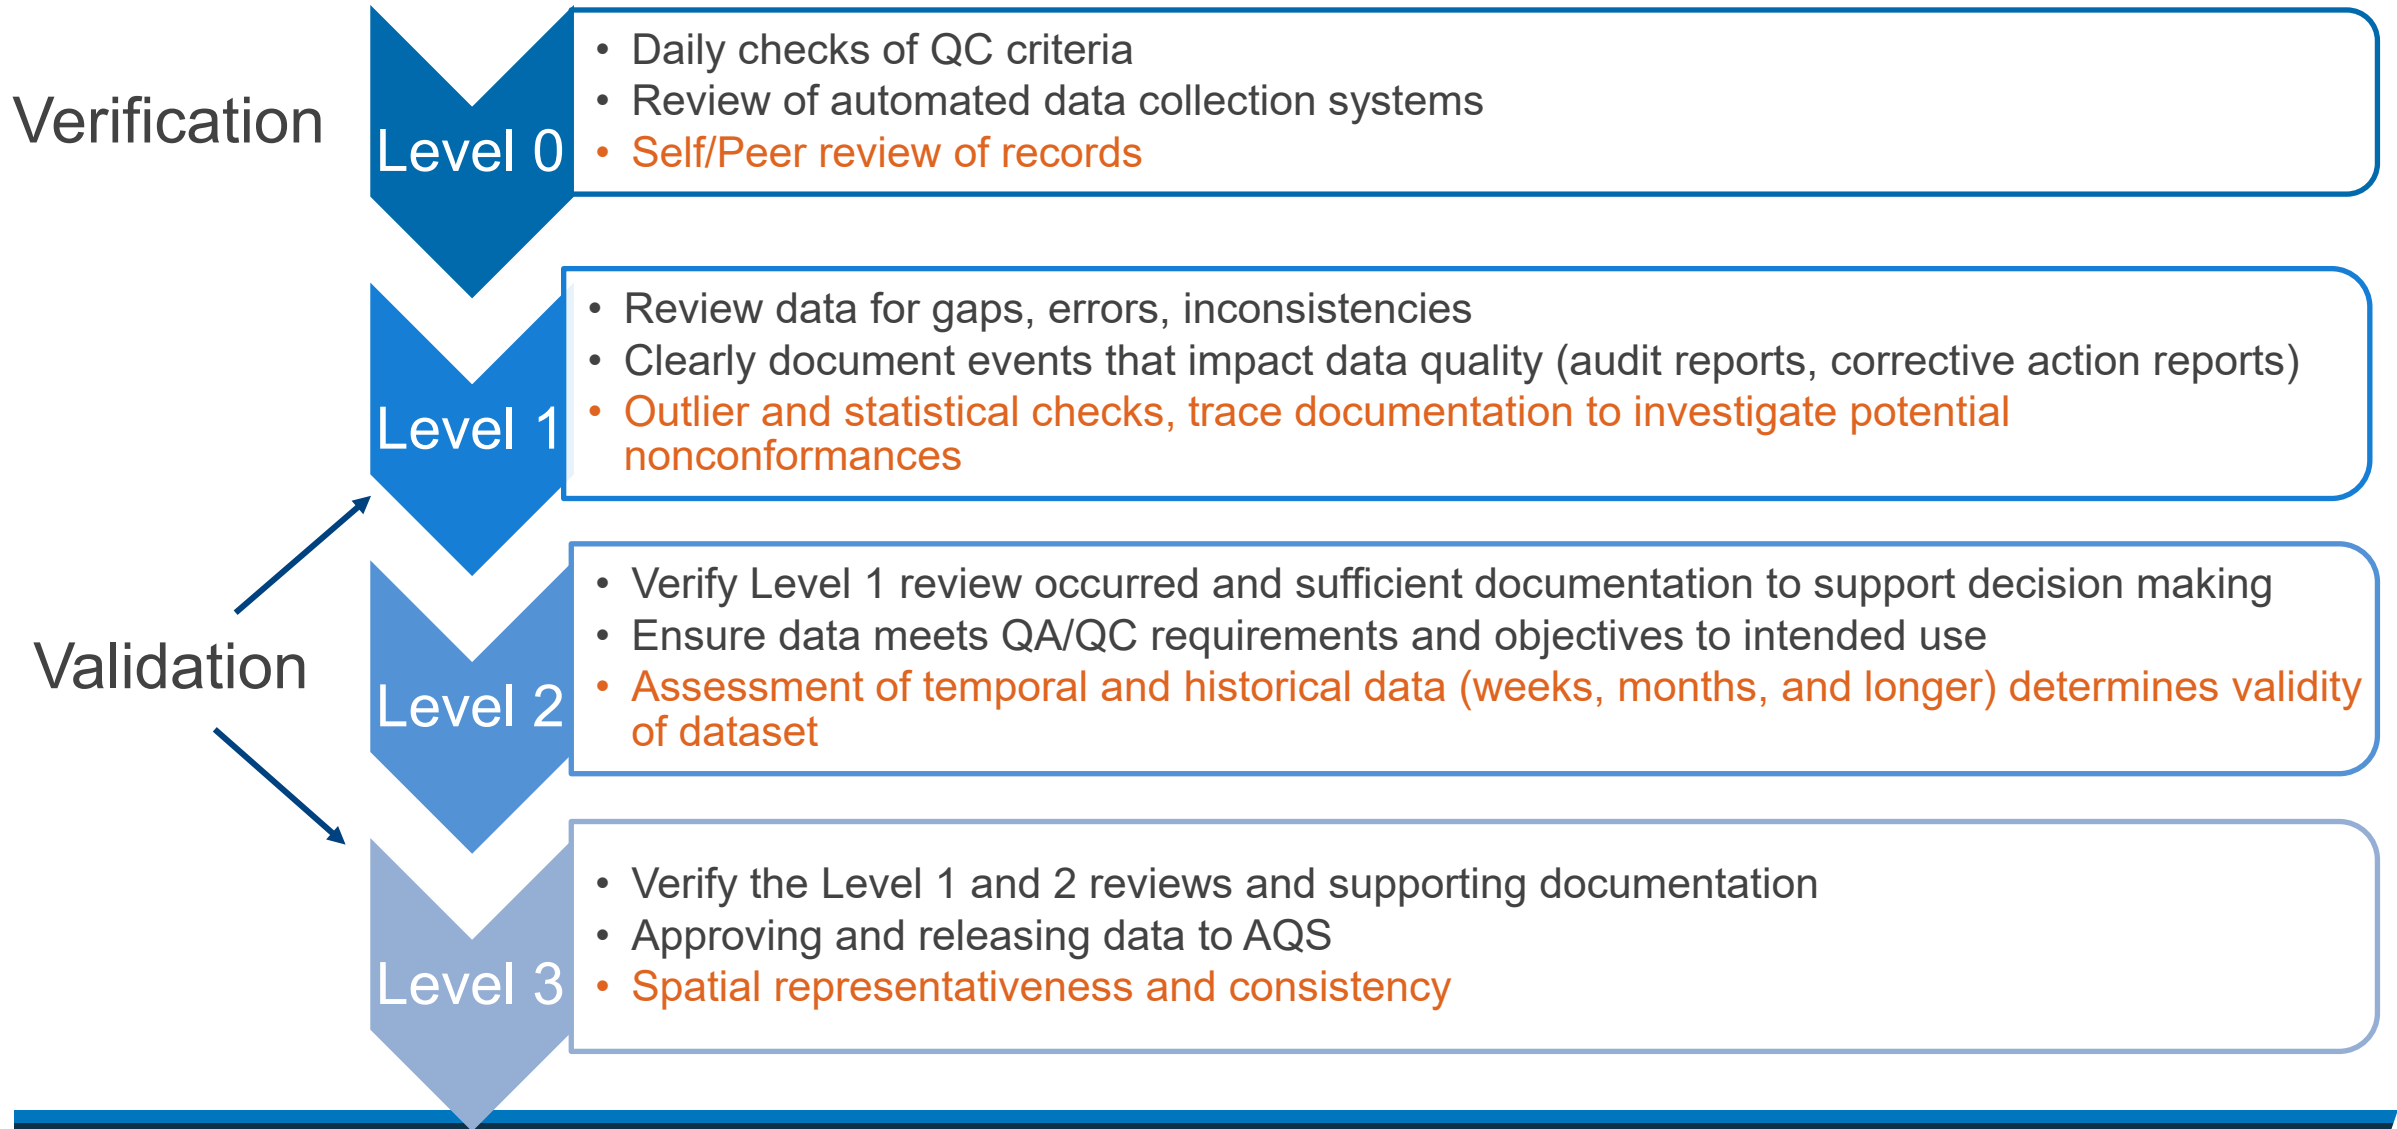 Verification
Level 0
• Daily checks of QC criteria
• Review of automated data collection systems
• Self/Peer review of records
Level 1
• Review data for gaps, errors, inconsistencies
• Clearly document events that impact data quality (audit reports, corrective action reports)
• Outlier and statistical checks, trace documentation to investigate potential
nonconformances
Validation
Level 2
• Verify Level 1 review occurred and sufficient documentation to support decision making
• Ensure data meets QA/QC requirements and objectives to intended use
• Assessment of temporal and historical data (weeks, months, and longer) determines validity
of dataset
Level 3
• Verify the Level 1 and 2 reviews and supporting documentation
• Approving and releasing data to AQS
• Spatial representativeness and consistency